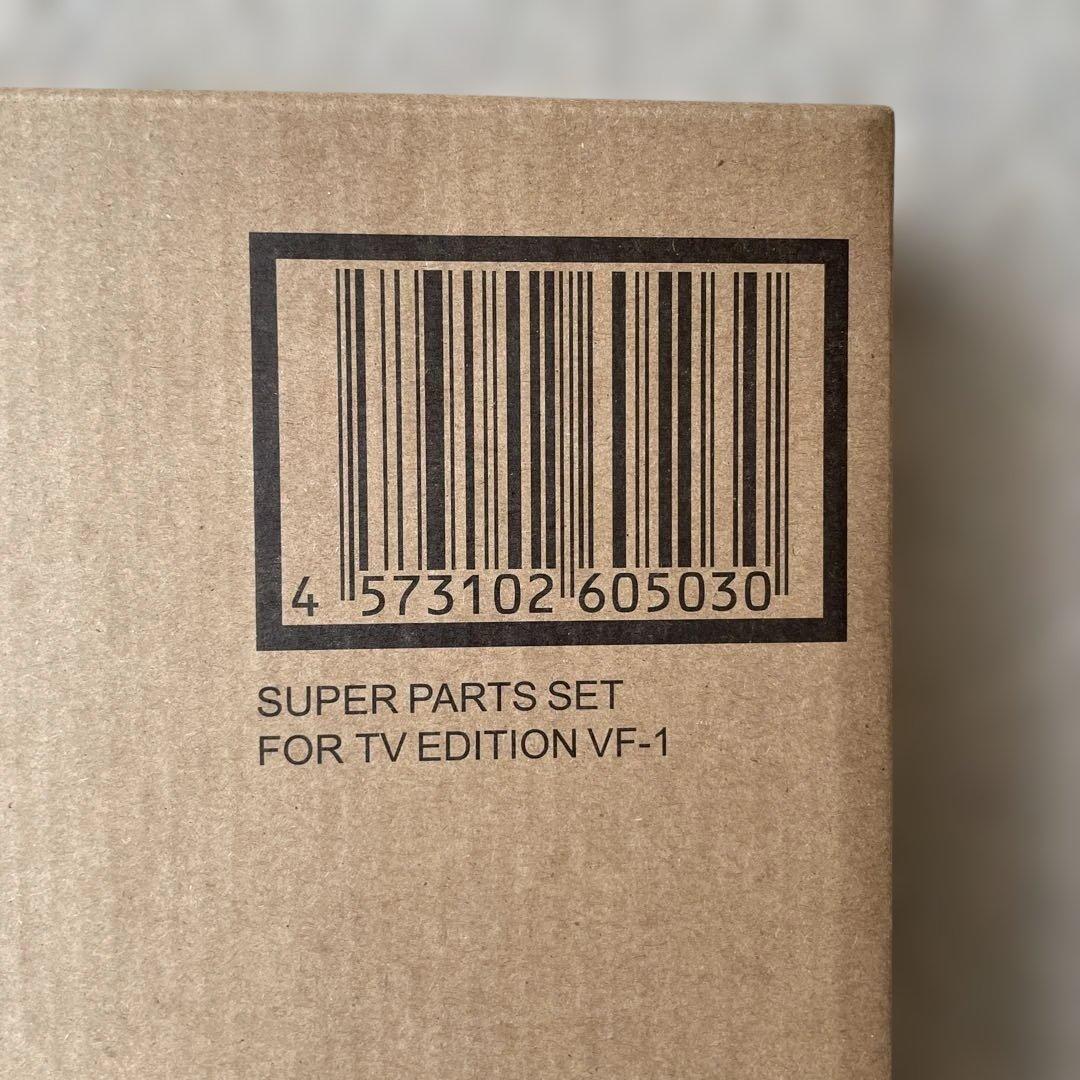 4 573102 605030
SUPER PARTS SET
FOR TV EDITION VF-1